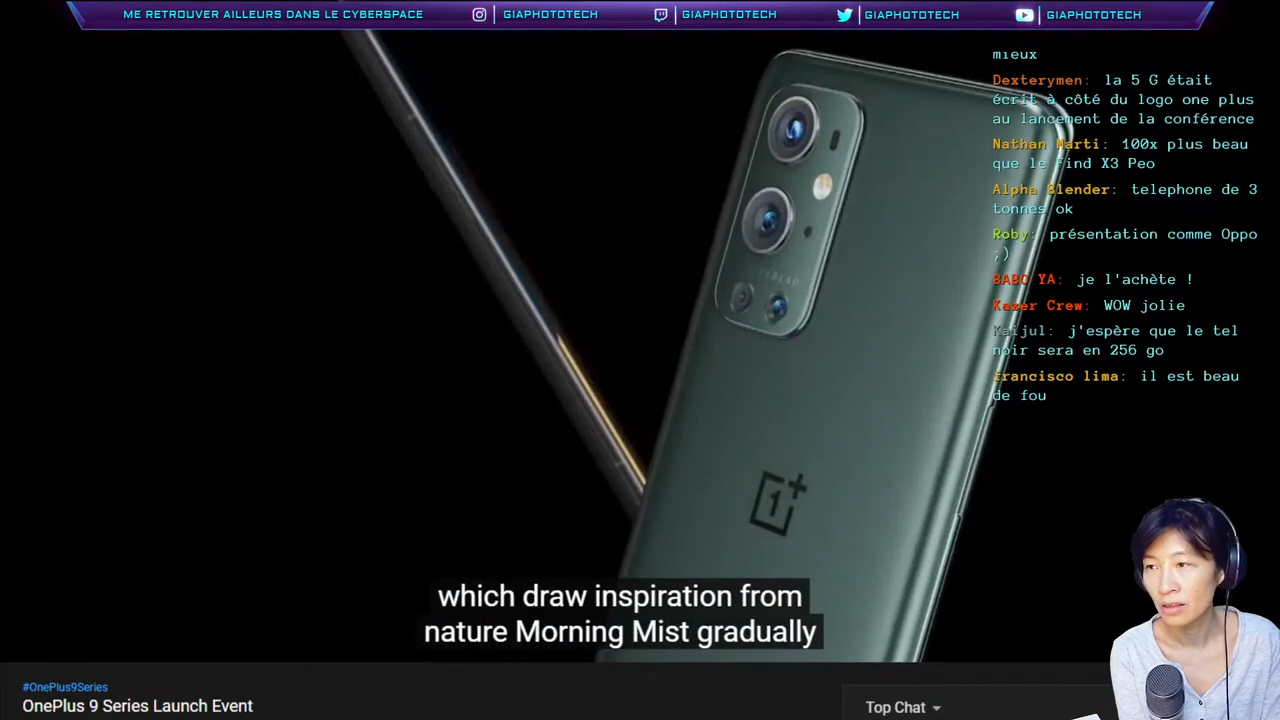 ME RETROUVER AILLEURS DANS LE CYBERSPACE
GIAPHOTOTECH
GIAPHOTOTECH
GIAPHOTOTECH
GIAPHOTOTECH
mieux
Dexterymen: la 5 G était
écrit à côté du logo one plus
au lancement de la conférence
Nathan Marti: 100x plus beau
que le Find X3 Peo
Alpha Blender: telephone de 3
tonnes ok
Roby: présentation comme Oppo
;)
BABO YA: je l'achète !
Kazer Crew: WOW jolie
Kaijul: j'espère que le tel
noir sera en 256 go
francisco lima: il est beau
de fou
which draw inspiration from
nature Morning Mist gradually
#OnePlus9Series
OnePlus 9 Series Launch Event
Top Chat